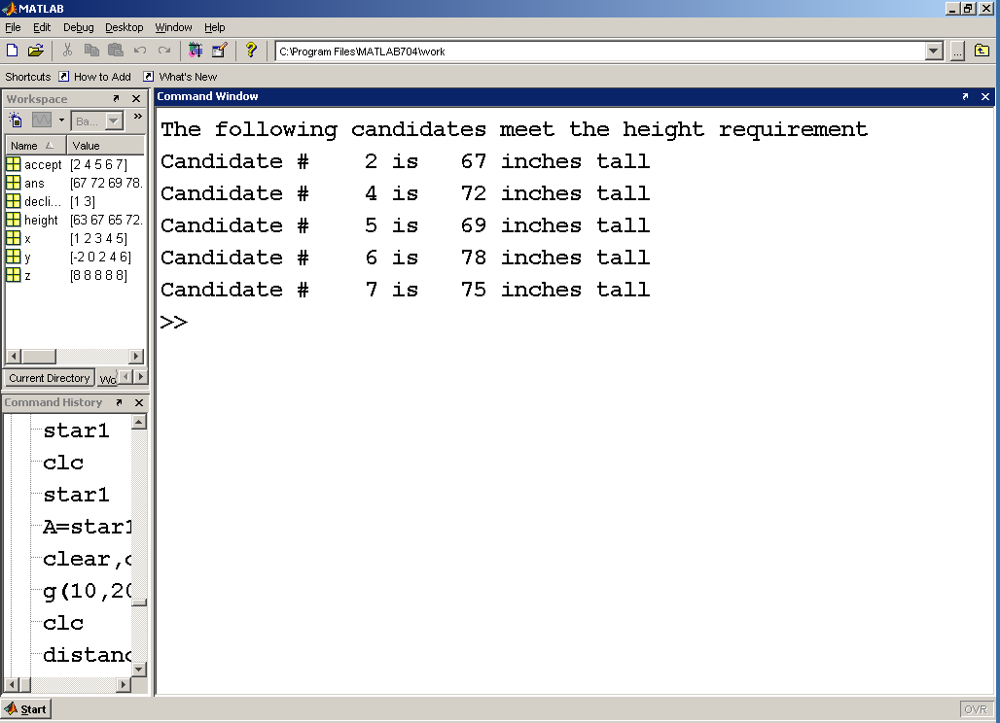 MATLAB
File Edit Debug Desktop Window Help
C:\Program Files\MATLAB704\work ...
Shortcuts How to Add What's New
Workspace
Ba... »
Name Value
accept [2 4 5 6 7]
ans [67 72 69 78.
decli... [1 3]
height [63 67 65 72.
x [1 2 3 4 5]
y [-2 0 2 4 6]
z [8 8 8 8 8]
Current Directory Wo
Command History
star1
clc
star1
A=star1
clear,c
g(10,20
clc
distanc
Command Window
The following candidates meet the height requirement
Candidate # 2 is 67 inches tall
Candidate # 4 is 72 inches tall
Candidate # 5 is 69 inches tall
Candidate # 6 is 78 inches tall
Candidate # 7 is 75 inches tall
>>
Start
OVR